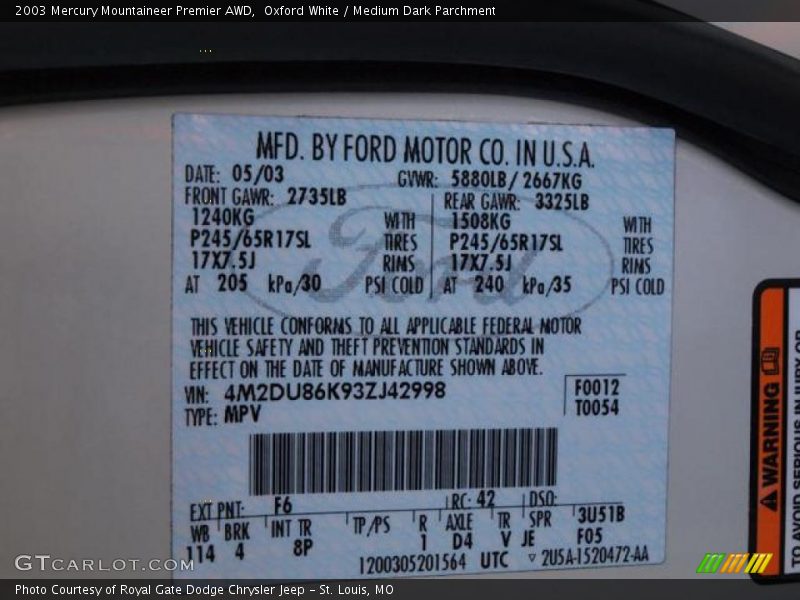 2003 Mercury Mountaineer Premier AWD,  Oxford White / Medium Dark Parchment
MFD. BY FORD MOTOR CO. IN U.S.A.
DATE: 05/03 GVWR: 5880LB/ 2667KG
FRONT GAWR: 2735LB REAR GAWR: 3325LB
1240KG WITH 1508KG WITH
P245/65R17SL TIRES P245/65R17SL TIRES
17X7.5J RIMS 17X7.5J RIMS
AT 205 kPa/30 PSI COLD AT 240 kPa/35 PSI COLD
Ford
THIS VEHICLE CONFORMS TO ALL APPLICABLE FEDERAL MOTOR
VEHICLE SAFETY AND THEFT PREVENTION STANDARDS IN
EFFECT ON THE DATE OF MANUFACTURE SHOWN ABOVE.
VIN: 4M2DU86K93ZJ42998 F0012
TYPE: MPV T0054
EXT PNT: F6 RC: 42 DSO:
WB BRK INT TR TP/PS R AXLE TR SPR 3U51B
114 4 8P 1 D4 V JE F05
1200305201564 UTC ▽ 2U5A-1520472-AA
WARNING
TO AVOID SERIOUS INJURY OR
GTCARLOT.COM
Photo Courtesy of Royal Gate Dodge Chrysler Jeep - St. Louis, MO